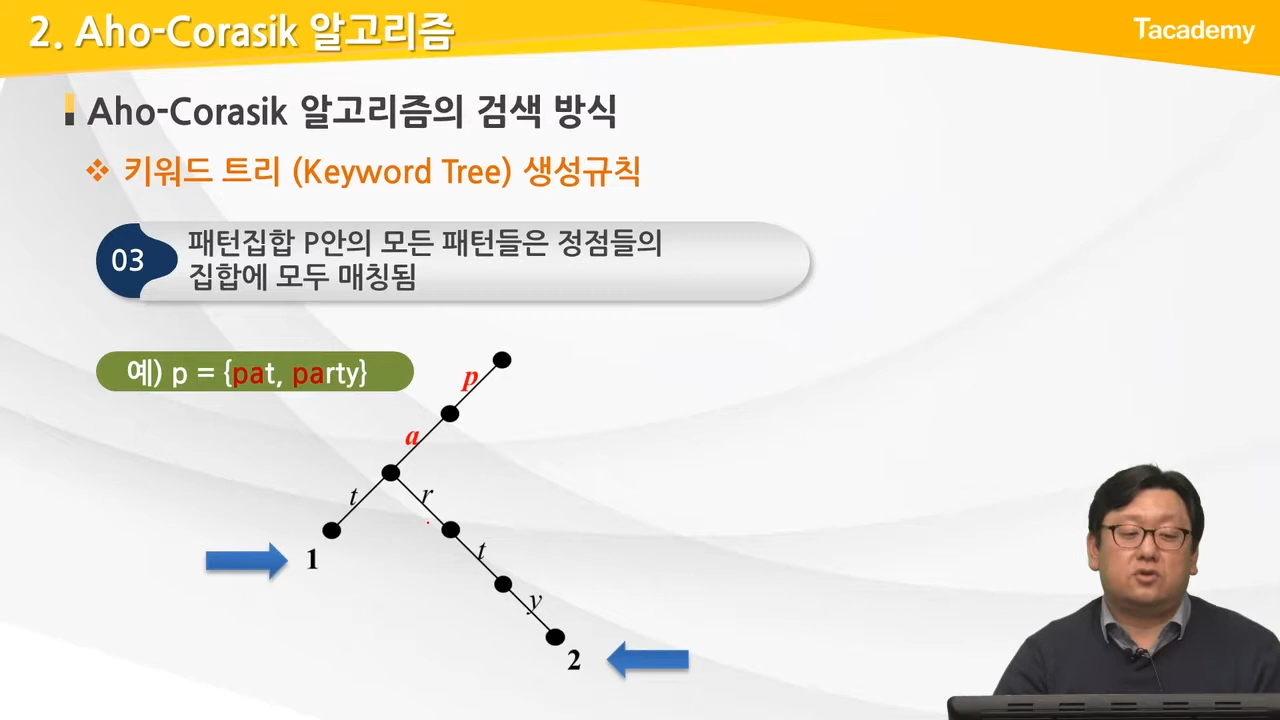 2. Aho-Corasik 알고리즘
Tacademy
Aho-Corasik 알고리즘의 검색 방식
❖ 키워드 트리 (Keyword Tree) 생성규칙
03
패턴집합 P안의 모든 패턴들은 정점들의
집합에 모두 매칭됨
예) p = {pat, party}
p
a
t
r
t
y
1
2